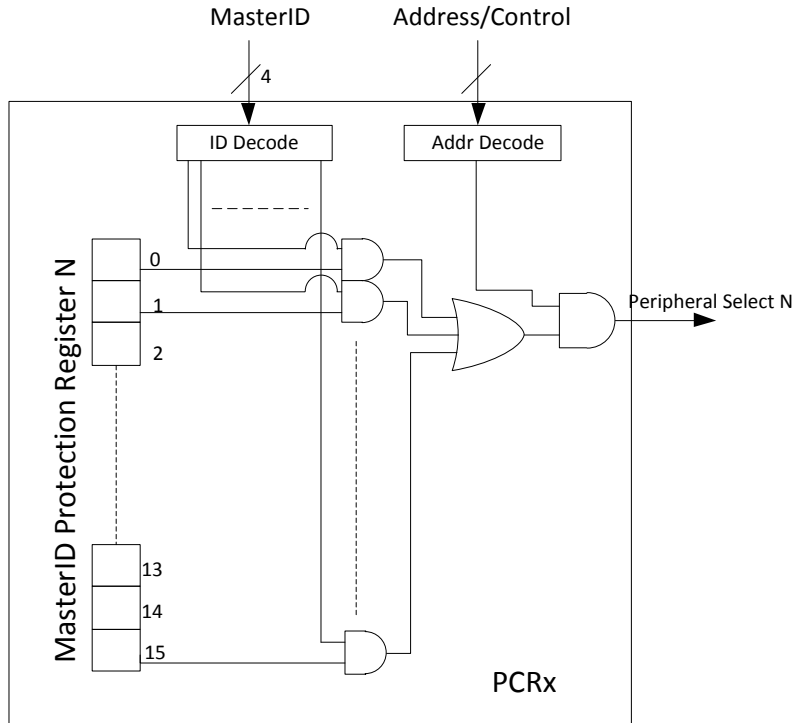 MasterID
Address/Control
4
ID Decode
Addr Decode
MasterID Protection Register N
0
1
2
13
14
15
Peripheral Select N
PCRx